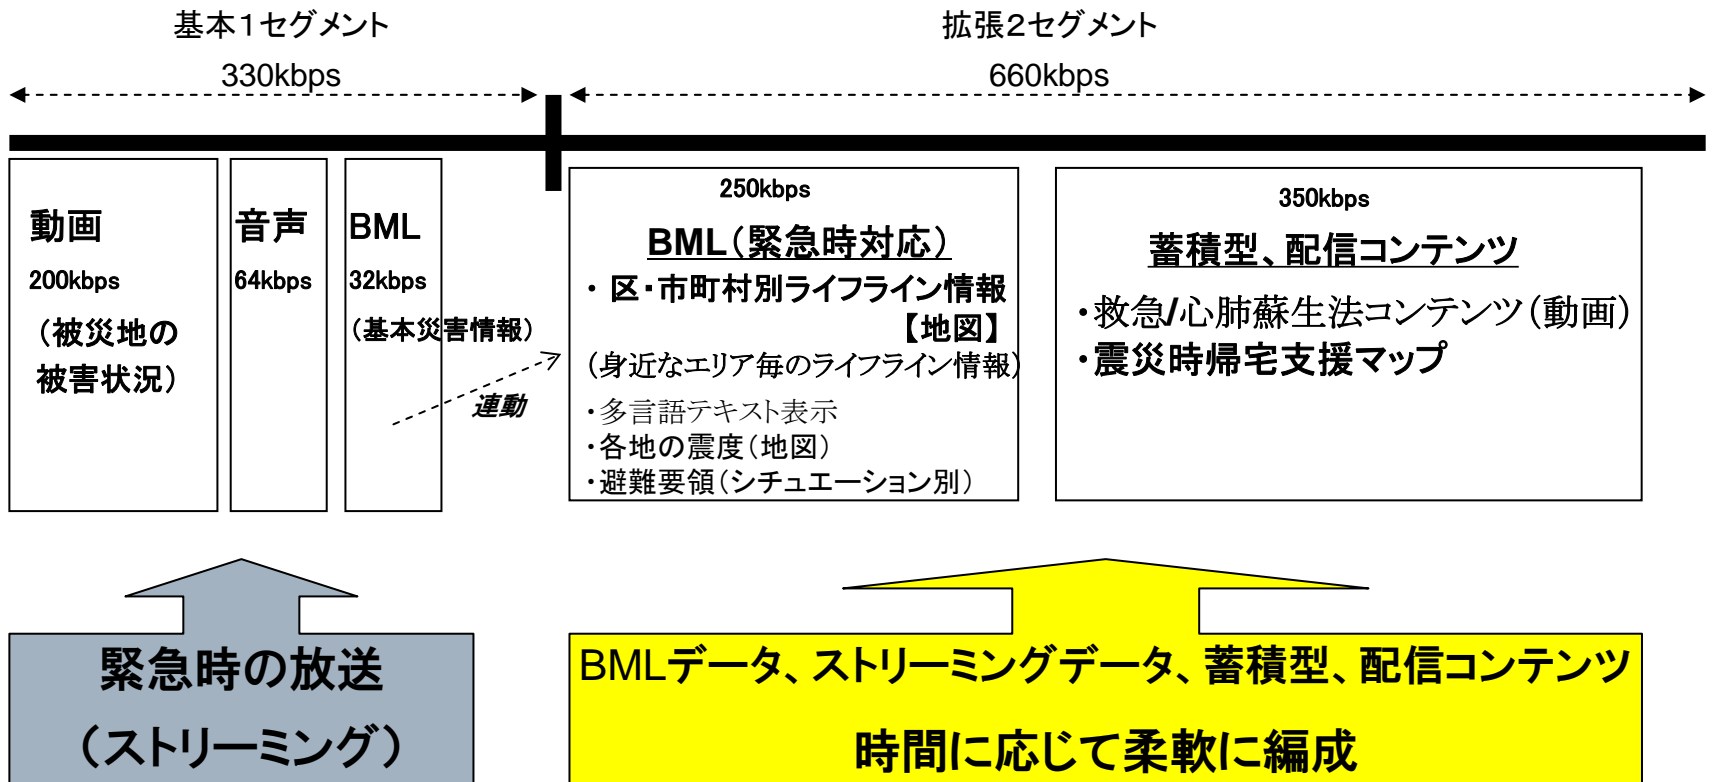 基本1セグメント
330kbps
拡張2セグメント
660kbps
動画
200kbps
（被災地の
被害状況）
音声
64kbps
BML
32kbps
（基本災害情報）
連動
250kbps
BML（緊急時対応）
・区・市町村別ライフライン情報
【地図】
（身近なエリア毎のライフライン情報）
・多言語テキスト表示
・各地の震度（地図）
・避難要領（シチュエーション別）
350kbps
蓄積型、配信コンテンツ
・救急/心肺蘇生法コンテンツ（動画）
・震災時帰宅支援マップ
緊急時の放送
（ストリーミング）
BMLデータ、ストリーミングデータ、蓄積型、配信コンテンツ
時間に応じて柔軟に編成